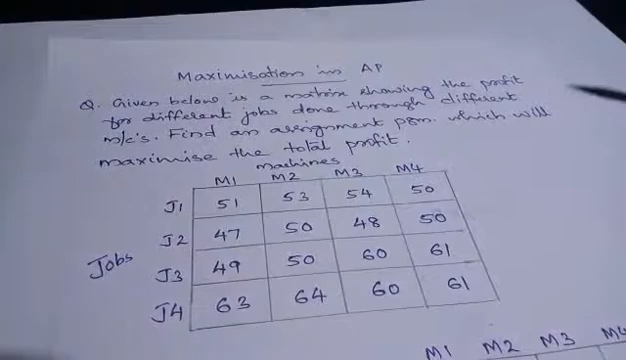 Maximisation in AP
Q. Given below is a matrix showing the profit
for different jobs done through different
m/c's. Find an assignment pgm. which will
maximise the total profit.
machines
M1 M2 M3 M4
J1 51 53 54 50
J2 47 50 48 50
Jobs
J3 49 50 60 61
J4 63 64 60 61
M1 M2 M3 M4